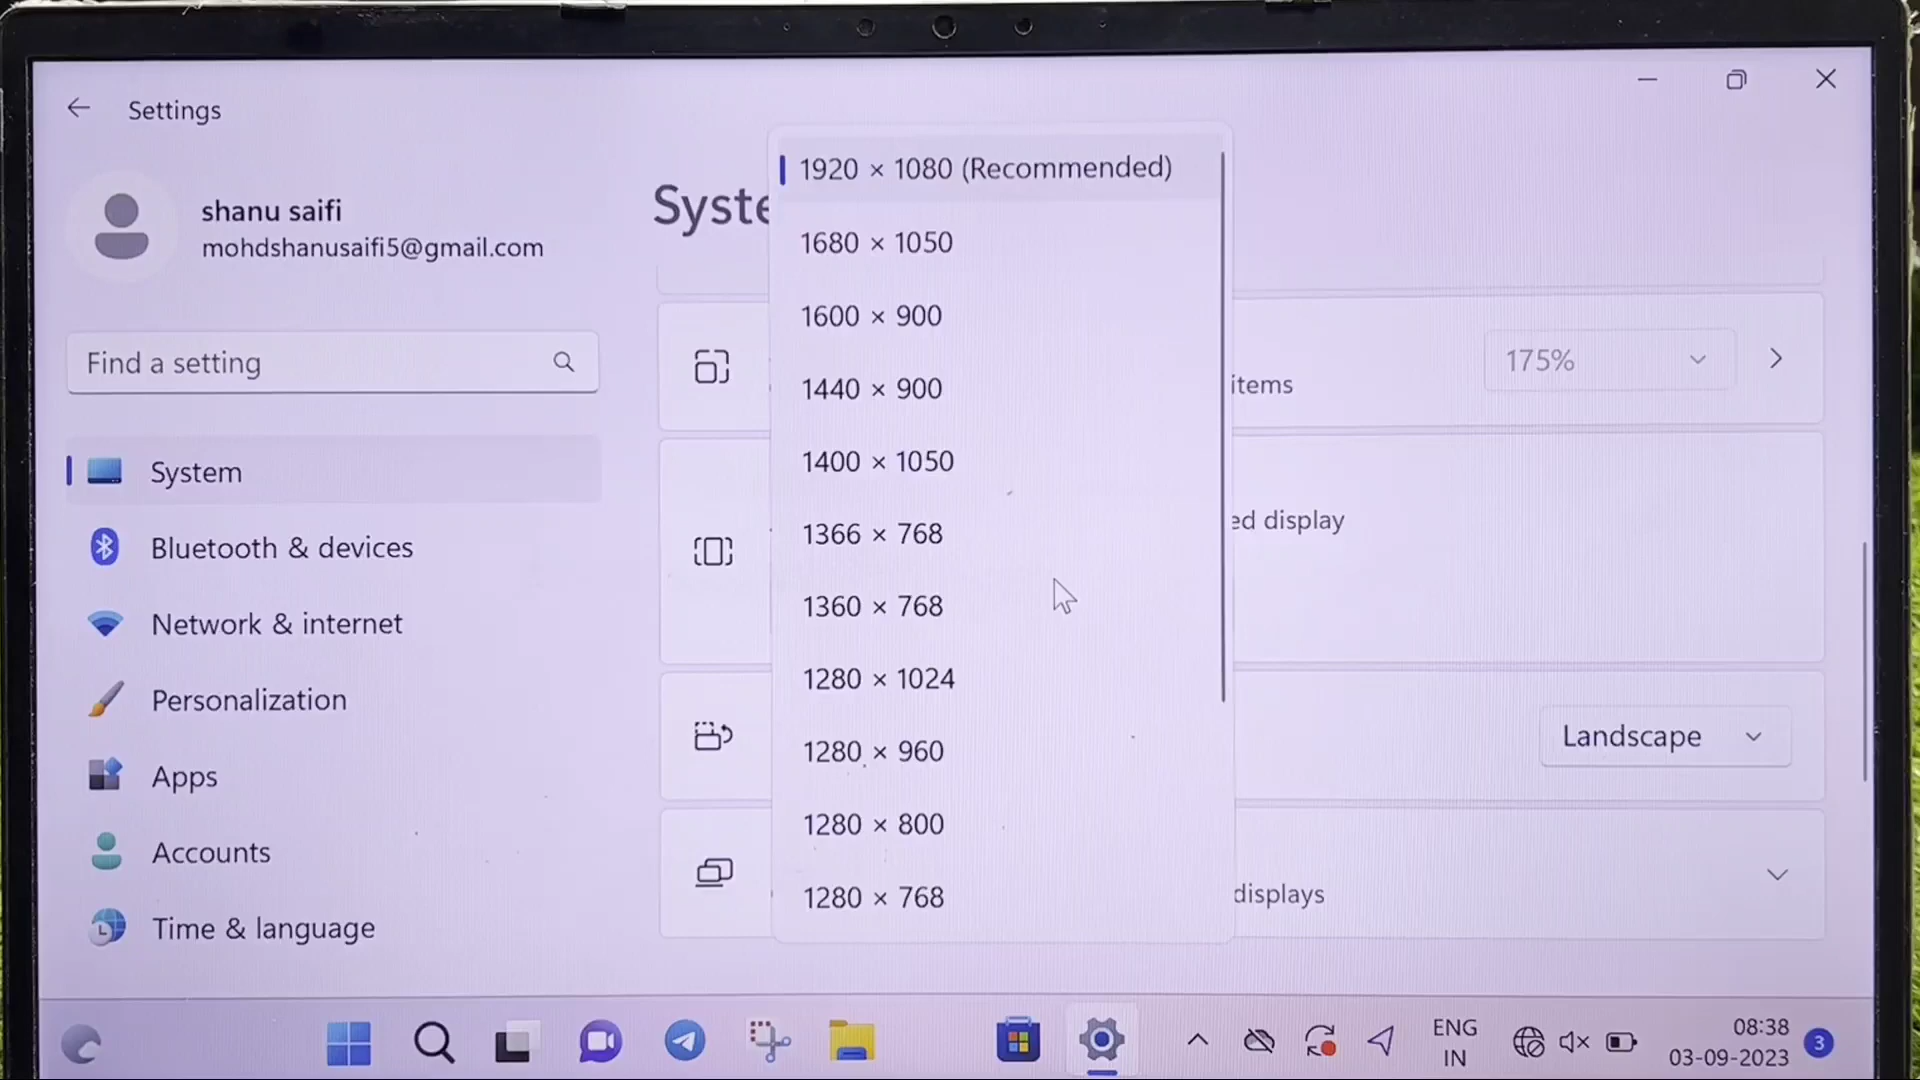 Settings
shanu saifi
mohdshanusaifi5@gmail.com
Find a setting
System
Bluetooth & devices
Network & internet
Personalization
Apps
Accounts
Time & language
Syste
1920 × 1080 (Recommended)
1680 × 1050
1600 × 900
1440 × 900
1400 × 1050
1366 × 768
1360 × 768
1280 × 1024
1280 × 960
1280 × 800
1280 × 768
items
175%
ed display
Landscape
displays
ENG
IN
08:38
03-09-2023
3